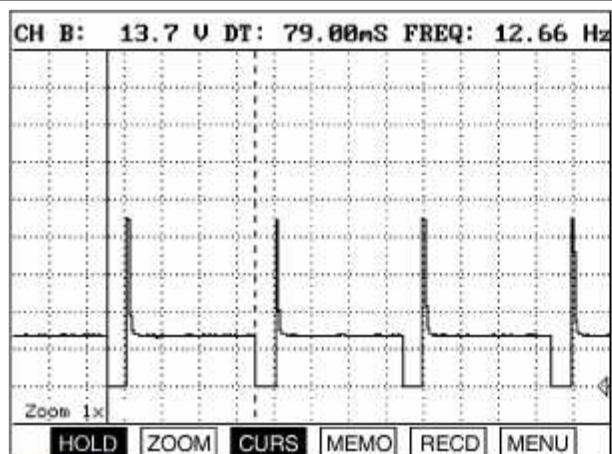 CH B: 13.7 V DT: 79.00mS FREQ: 12.66 Hz
Zoom 1x
HOLD ZOOM CURS MEMO RECD MENU